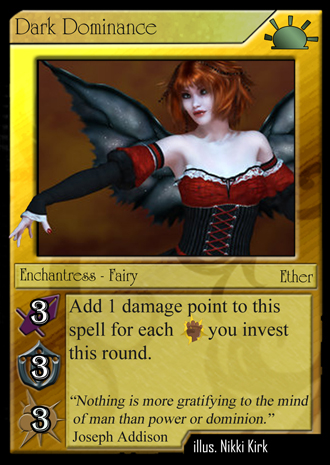 Dark Dominance
Enchantress - Fairy Ether
3
Add 1 damage point to this
spell for each you invest
this round.
3
3
“Nothing is more gratifying to the mind
of man than power or dominion.”
Joseph Addison
illus. Nikki Kirk